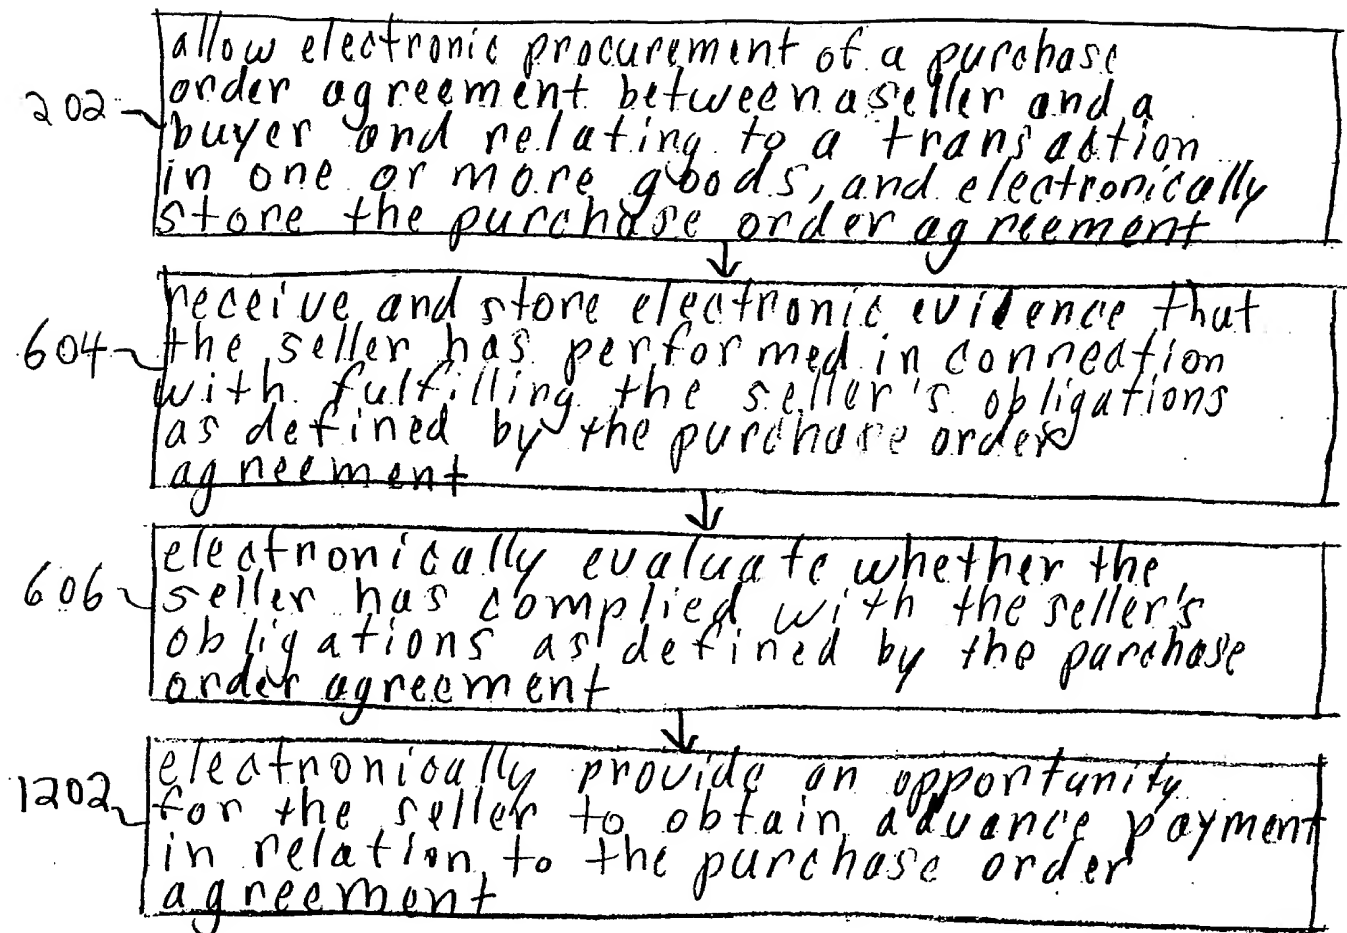 allow electronic procurement of a purchase
order agreement between a seller and a
202
buyer and relating to a transaction
in one or more goods, and electronically
store the purchase order agreement
receive and store electronic evidence that
604
the seller has performed in connection
with fulfilling the seller's obligations
as defined by the purchase order
agreement
electronically evaluate whether the
606
seller has complied with the seller's
obligations as defined by the purchase
order agreement
electronically provide an opportunity
1202
for the seller to obtain advance payment
in relation to the purchase order
agreement